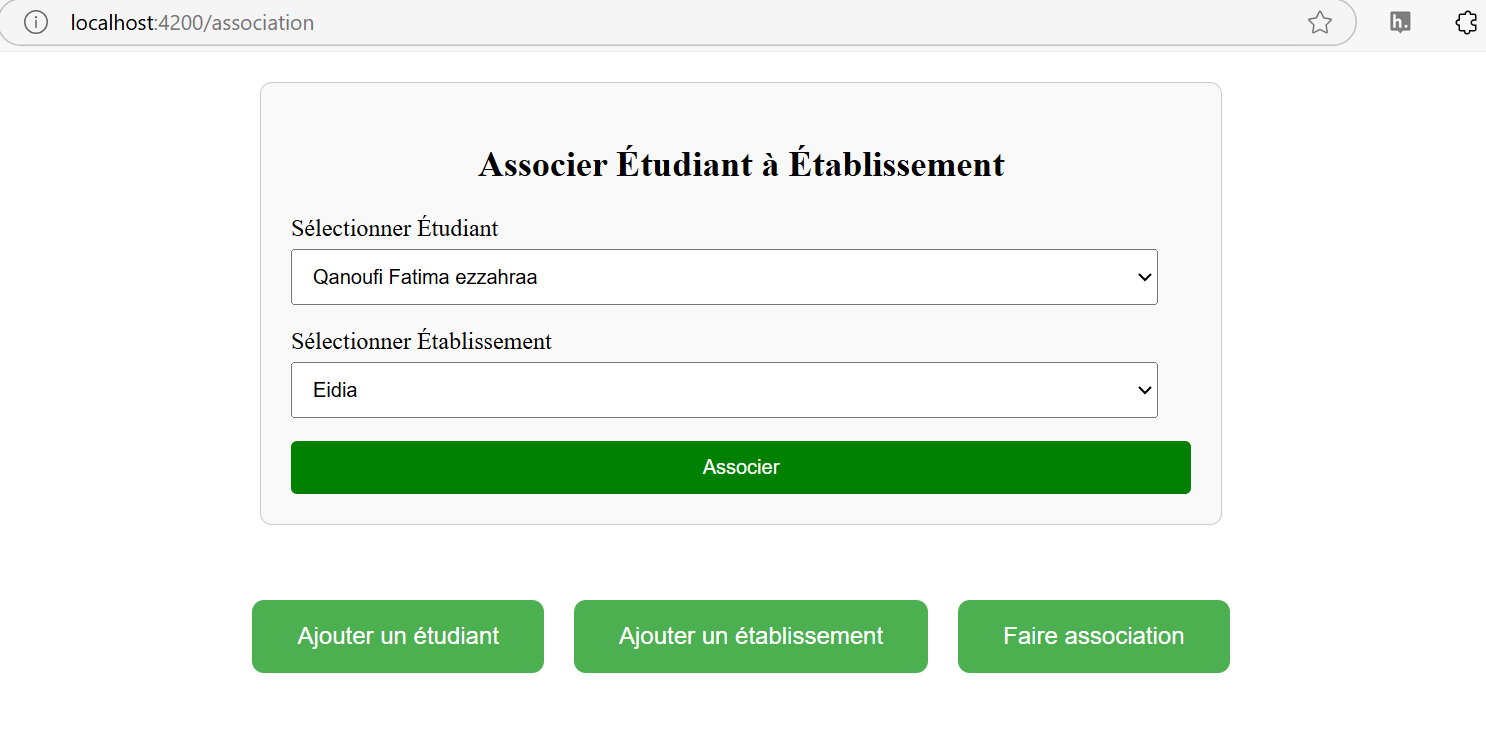 localhost:4200/association
h.
Associer Étudiant à Établissement
Sélectionner Étudiant
Qanoufi Fatima ezzahraa
Sélectionner Établissement
Eidia
Associer
Ajouter un étudiant
Ajouter un établissement
Faire association